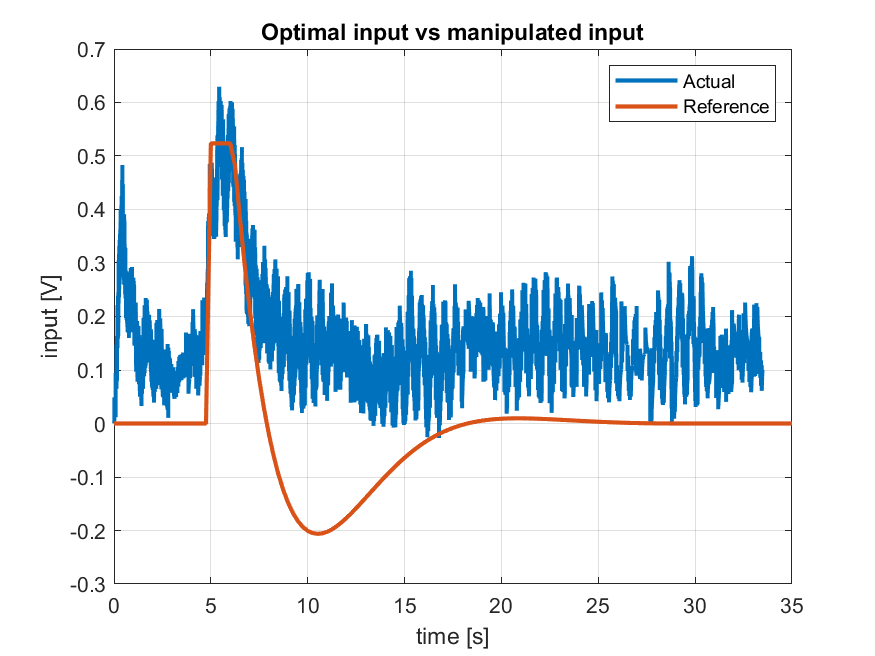 Optimal input vs manipulated input
Actual
Reference
input [V]
0.7
0.6
0.5
0.4
0.3
0.2
0.1
0
-0.1
-0.2
-0.3
0 5 10 15 20 25 30 35
time [s]